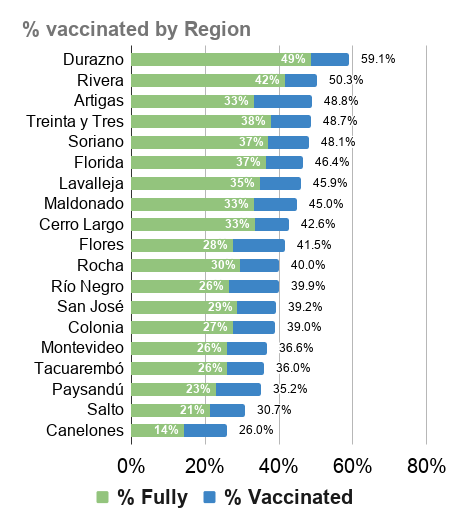 % vaccinated by Region
Durazno 49% 59.1%
Rivera 42% 50.3%
Artigas 33% 48.8%
Treinta y Tres 38% 48.7%
Soriano 37% 48.1%
Florida 37% 46.4%
Lavalleja 35% 45.9%
Maldonado 33% 45.0%
Cerro Largo 33% 42.6%
Flores 28% 41.5%
Rocha 30% 40.0%
Río Negro 26% 39.9%
San José 29% 39.2%
Colonia 27% 39.0%
Montevideo 26% 36.6%
Tacuarembó 26% 36.0%
Paysandú 23% 35.2%
Salto 21% 30.7%
Canelones 14% 26.0%
0% 20% 40% 60% 80%
% Fully % Vaccinated